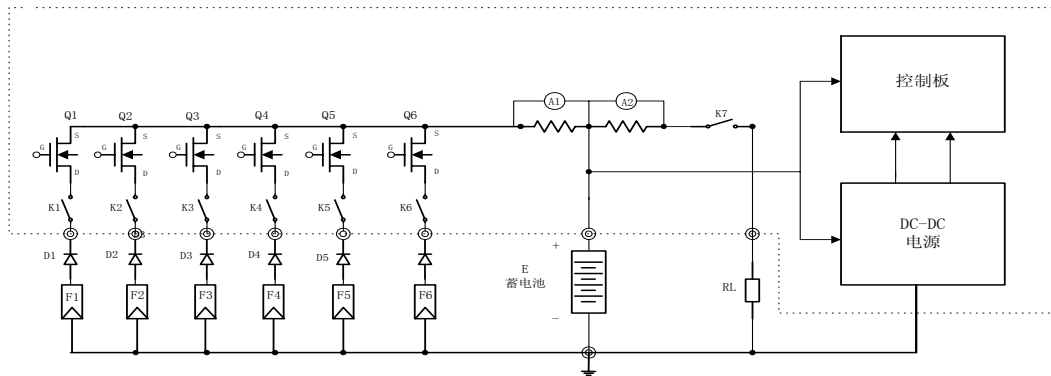 控制板
A1
A2
K7
Q1
Q2
Q3
Q4
Q5
Q6
S
S
S
S
S
S
G
G
G
G
G
G
D
D
D
D
D
D
K1
K2
K3
K4
K5
K6
DC-DC
电源
D1
D2
D3
D4
D5
+
E
蓄电池
-
RL
F1
F2
F3
F4
F5
F6